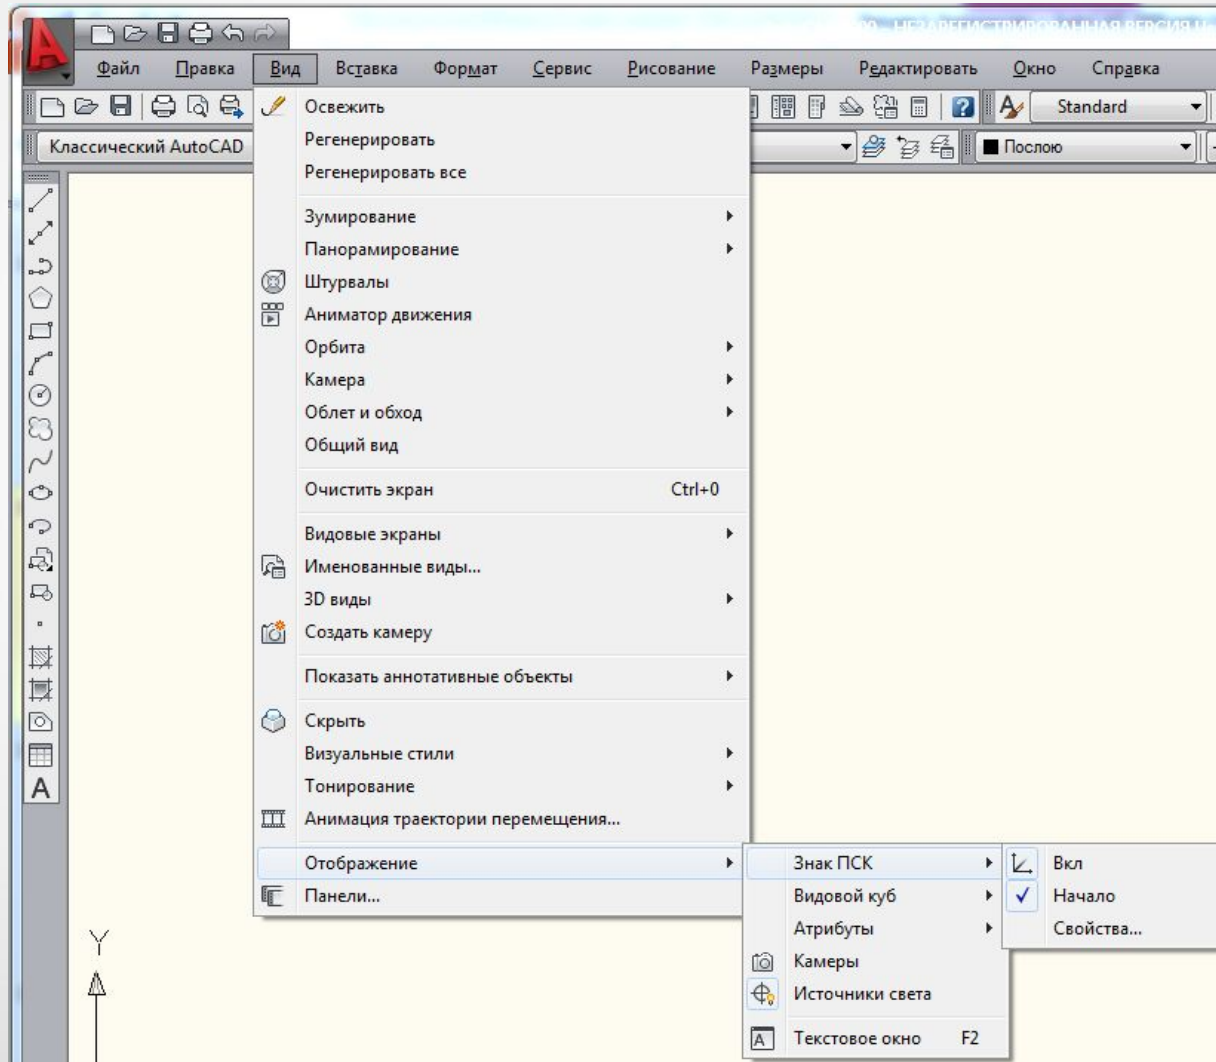 НЕЗАРЕГИСТРИРОВАННАЯ ВЕРСИЯ
Файл Правка Вид Вставка Формат Сервис Рисование Размеры Редактировать Окно Справка
Standard
Классический AutoCAD
Послою
Освежить
Регенерировать
Регенерировать все
Зумирование
Панорамирование
Штурвалы
Аниматор движения
Орбита
Камера
Облет и обход
Общий вид
Очистить экран Ctrl+0
Видовые экраны
Именованные виды...
3D виды
Создать камеру
Показать аннотативные объекты
Скрыть
Визуальные стили
Тонирование
Анимация траектории перемещения...
Отображение
Панели...
Знак ПСК
Видовой куб
Атрибуты
Камеры
Источники света
Текстовое окно F2
Вкл
Начало
Свойства...
A
Y